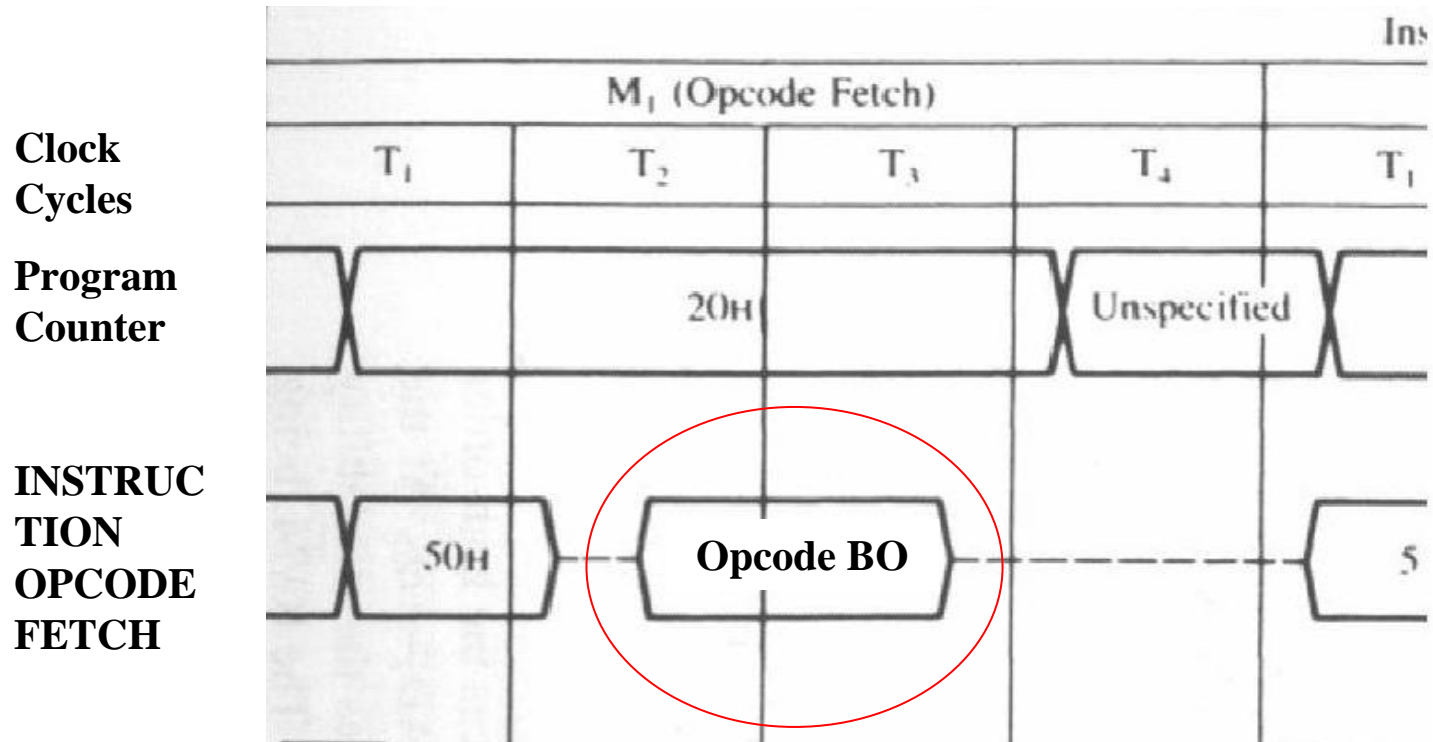 Ins
M₁ (Opcode Fetch)
Clock
Cycles
T₁ T₂ T₃ T₄ T₁
Program
Counter
20H Unspecified
INSTRUC
TION
OPCODE
FETCH
50H Opcode BO 5